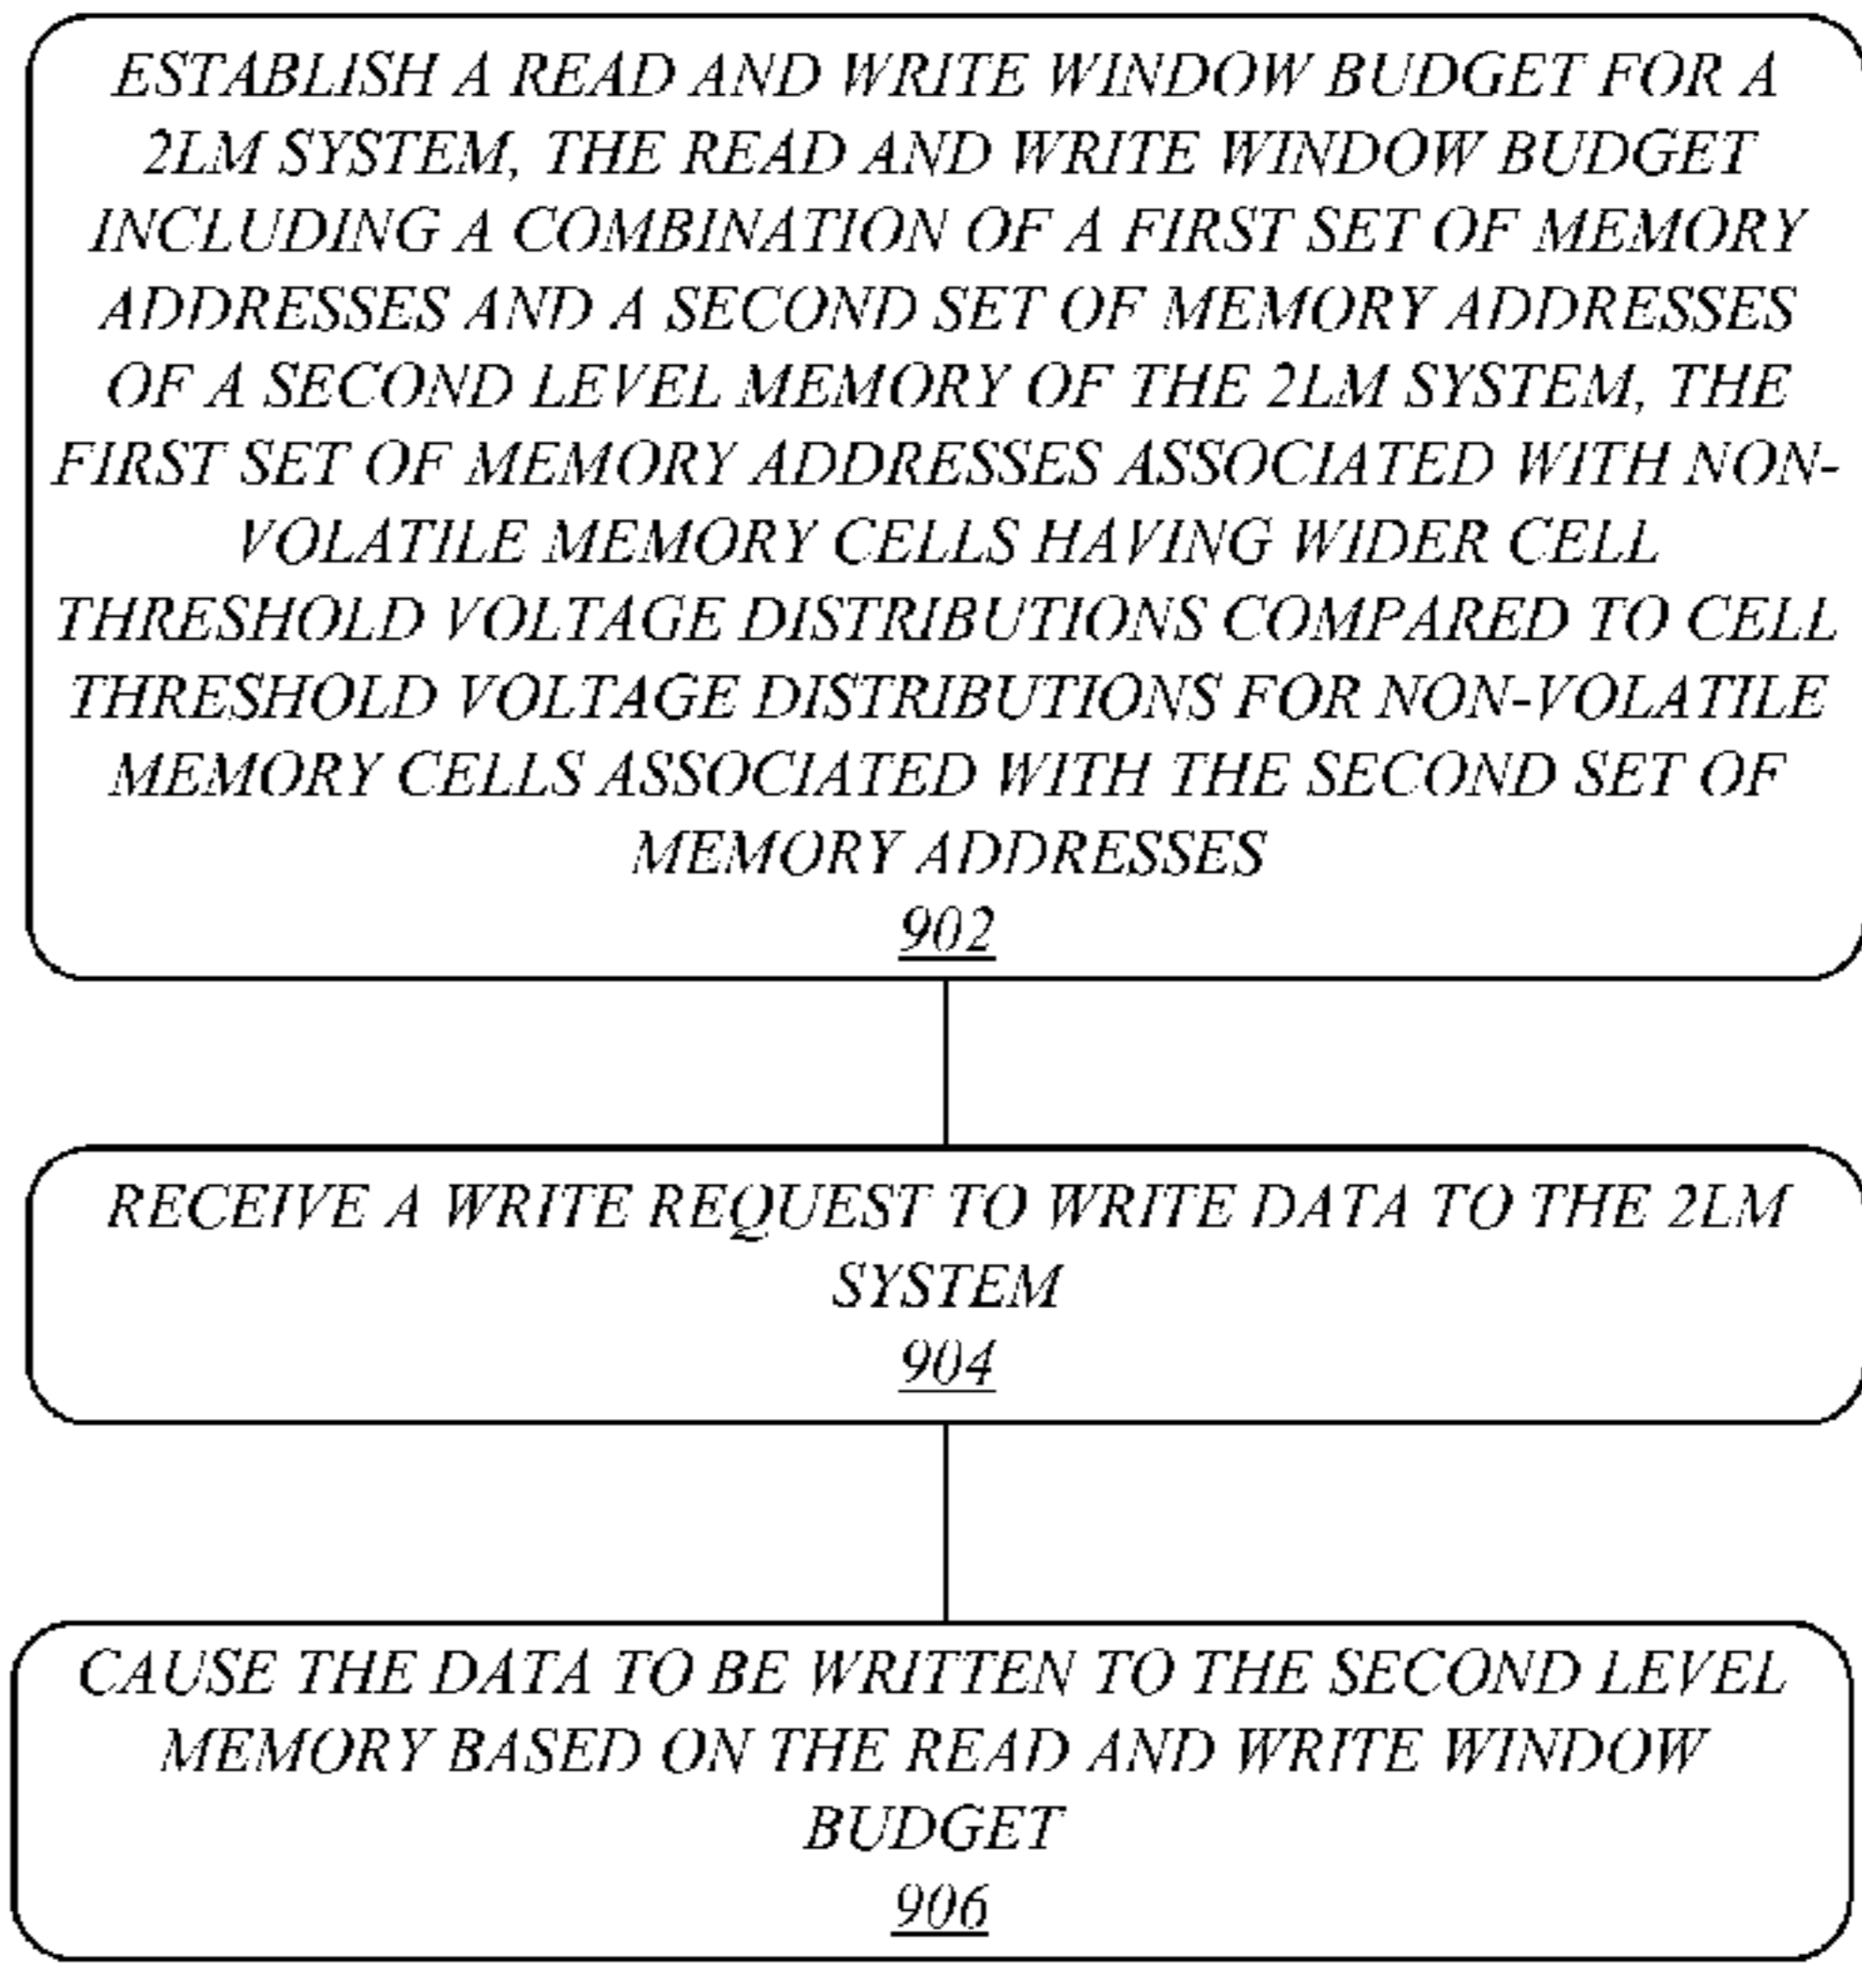 ESTABLISH A READ AND WRITE WINDOW BUDGET FOR A
2LM SYSTEM, THE READ AND WRITE WINDOW BUDGET
INCLUDING A COMBINATION OF A FIRST SET OF MEMORY
ADDRESSES AND A SECOND SET OF MEMORY ADDRESSES
OF A SECOND LEVEL MEMORY OF THE 2LM SYSTEM, THE
FIRST SET OF MEMORY ADDRESSES ASSOCIATED WITH NON-
VOLATILE MEMORY CELLS HAVING WIDER CELL
THRESHOLD VOLTAGE DISTRIBUTIONS COMPARED TO CELL
THRESHOLD VOLTAGE DISTRIBUTIONS FOR NON-VOLATILE
MEMORY CELLS ASSOCIATED WITH THE SECOND SET OF
MEMORY ADDRESSES
902
RECEIVE A WRITE REQUEST TO WRITE DATA TO THE 2LM
SYSTEM
904
CAUSE THE DATA TO BE WRITTEN TO THE SECOND LEVEL
MEMORY BASED ON THE READ AND WRITE WINDOW
BUDGET
906